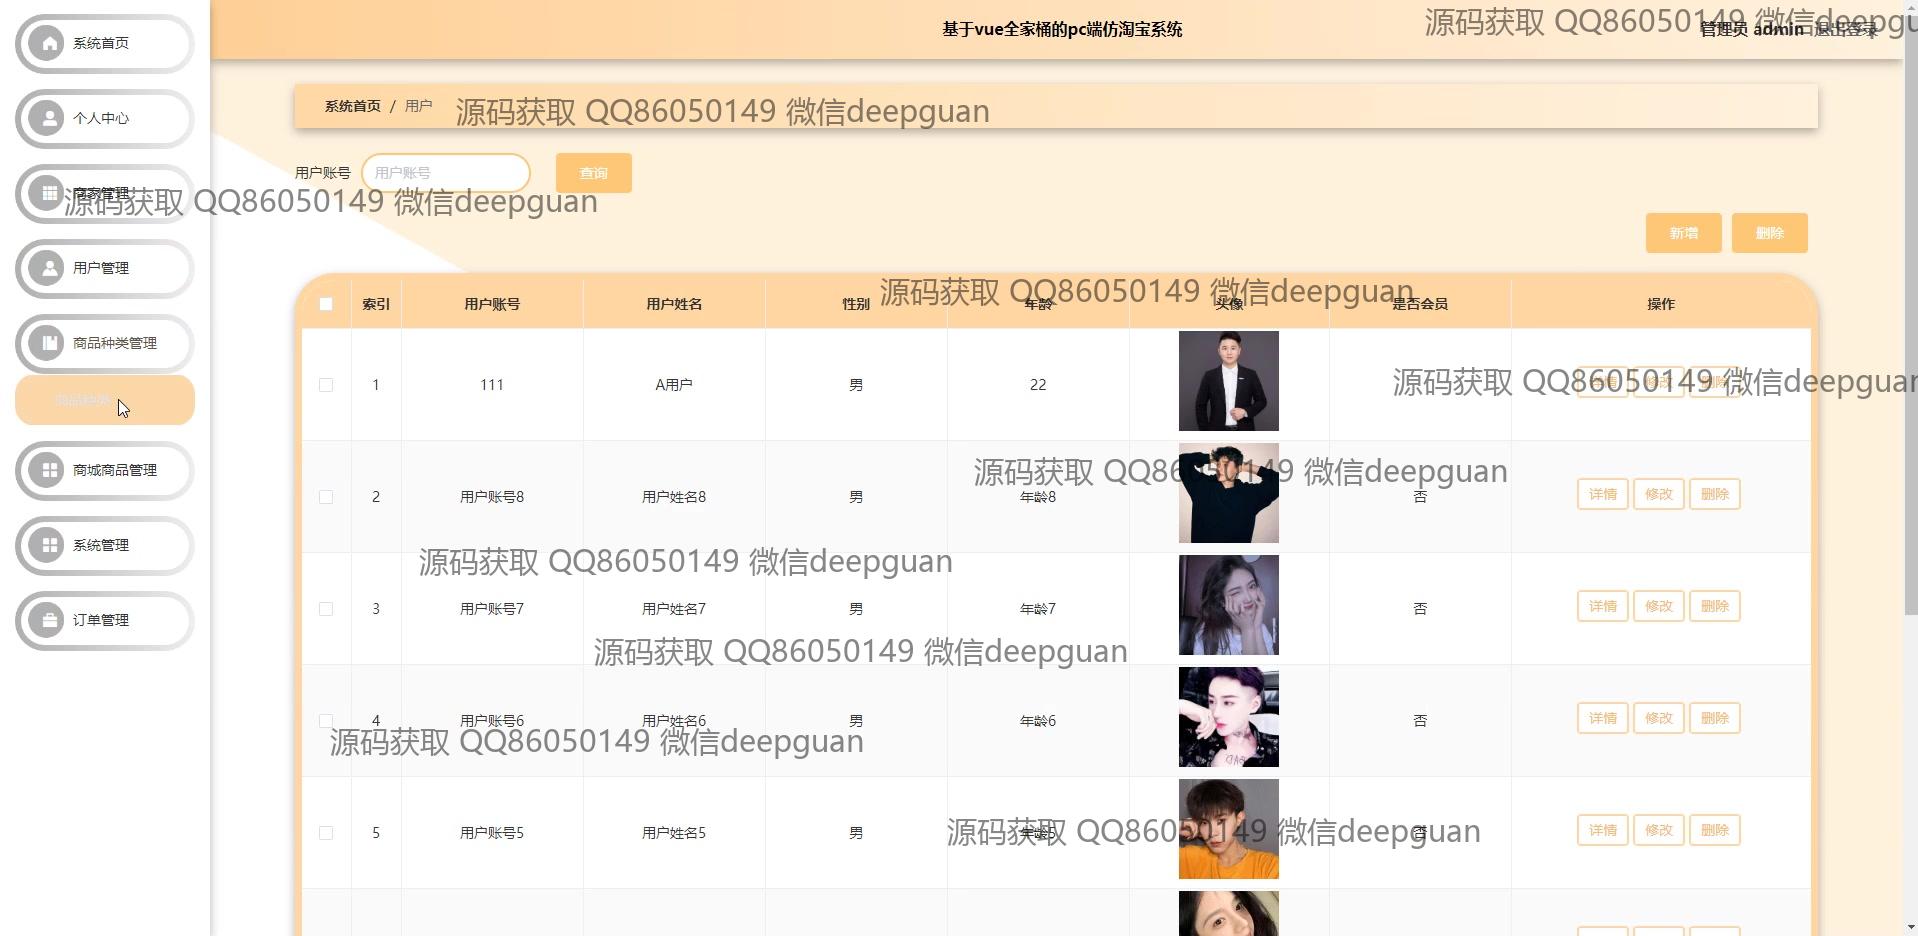 基于vue全家桶的pc端仿淘宝系统
管理员 admin 退出登录
源码获取 QQ86050149 微信deepgu
系统首页
个人中心
商家管理
用户管理
商品种类管理
商品种类
商城商品管理
系统管理
订单管理
系统首页 / 用户
源码获取 QQ86050149 微信deepguan
用户账号 用户账号 查询
源码获取 QQ86050149 微信deepguan
新增 删除
索引 用户账号 用户姓名 性别 年龄 头像 是否会员 操作
源码获取 QQ86050149 微信deepguan
1 111 A用户 男 22 详情 修改 删除
源码获取 QQ86050149 微信deepguan
2 用户账号8 用户姓名8 男 年龄8 否 详情 修改 删除
源码获取 QQ86050149 微信deepguan
源码获取 QQ86050149 微信deepguan
3 用户账号7 用户姓名7 男 年龄7 否 详情 修改 删除
源码获取 QQ86050149 微信deepguan
4 用户账号6 用户姓名6 男 年龄6 否 详情 修改 删除
源码获取 QQ86050149 微信deepguan
5 用户账号5 用户姓名5 男 年龄5 否 详情 修改 删除
源码获取 QQ86050149 微信deepguan